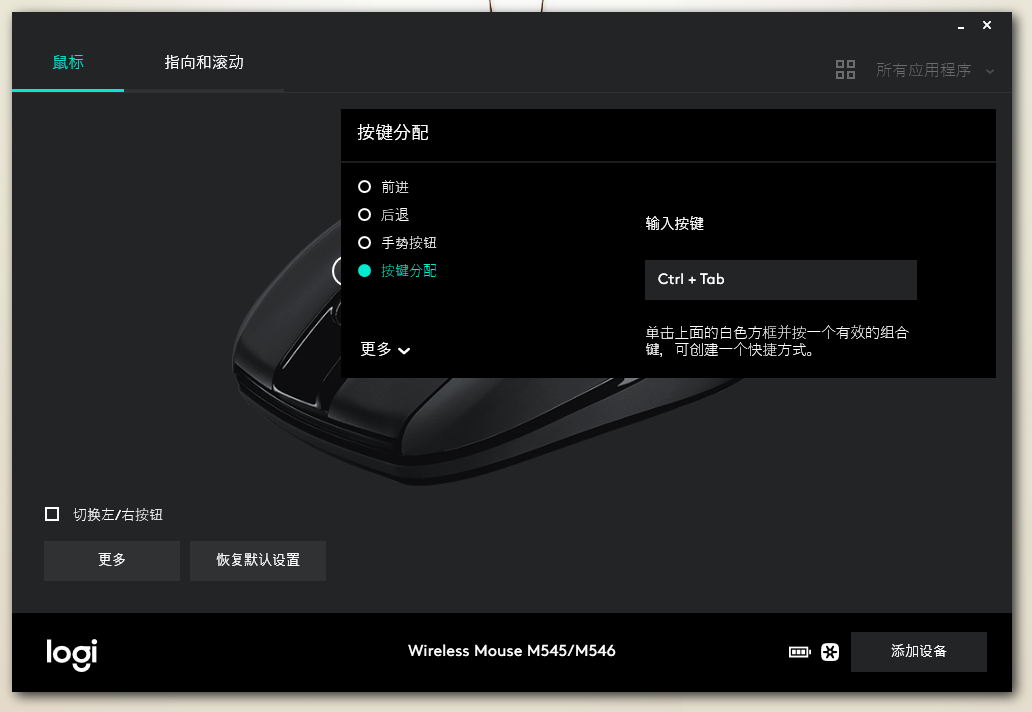 鼠标
指向和滚动
所有应用程序
按键分配
前进
后退
手势按钮
按键分配
更多
输入按键
Ctrl + Tab
单击上面的白色方框并按一个有效的组合
键，可创建一个快捷方式。
切换左/右按钮
更多
恢复默认设置
logi
Wireless Mouse M545/M546
添加设备